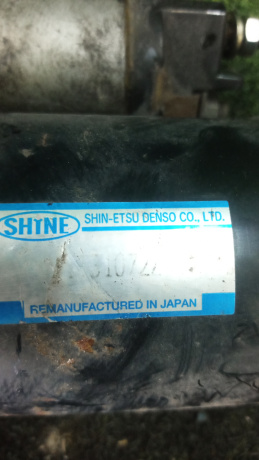 SHINE
SHIN-ETSU DENSO CO., LTD.
REMANUFACTURED IN JAPAN